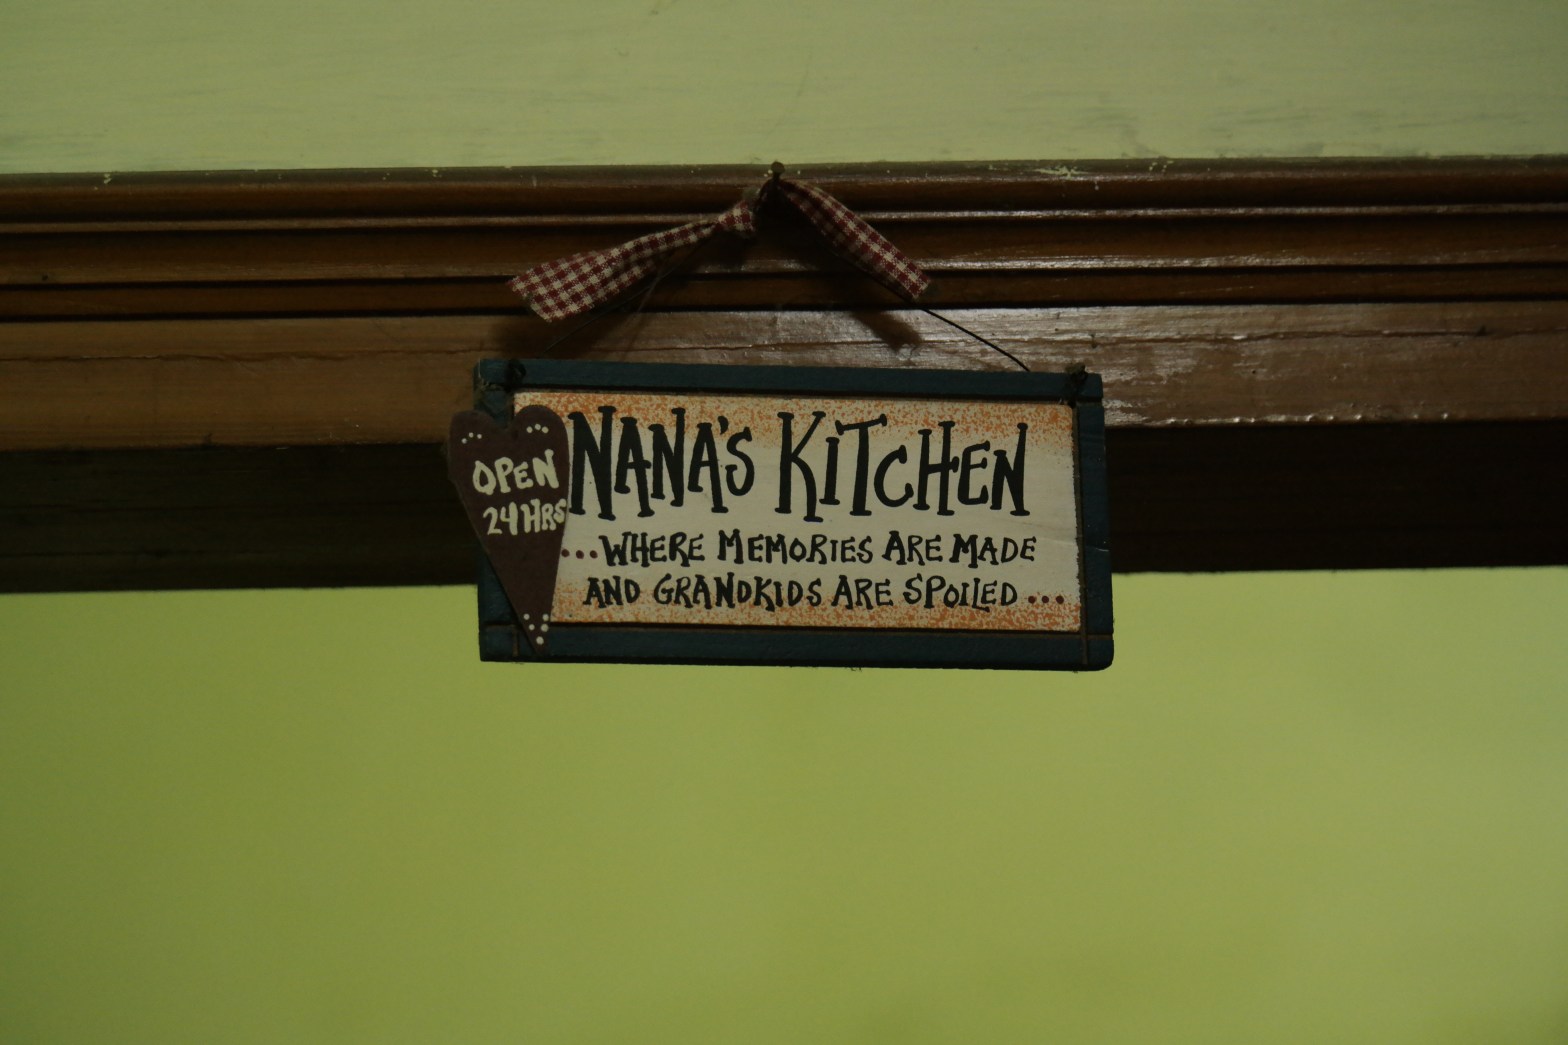 OPEN
24 HRS
NANA'S KITCHEN
....WHERE MEMORIES ARE MADE
AND GRANDKIDS ARE SPOILED....